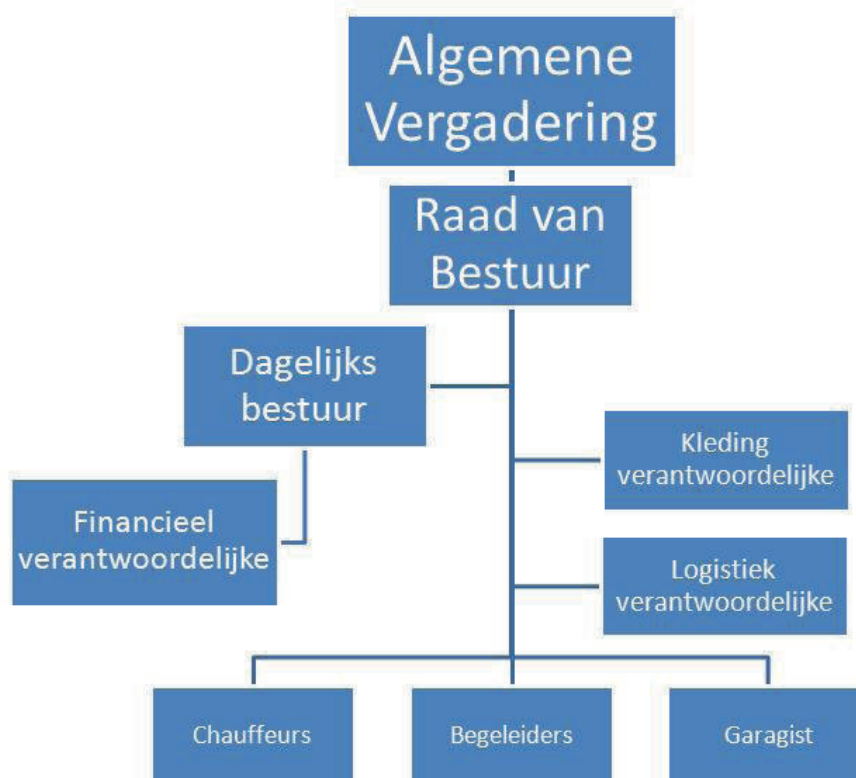 Algemene
Vergadering
Raad van
Bestuur
Dagelijks
bestuur
Kleding
verantwoordelijke
Financieel
verantwoordelijke
Logistiek
verantwoordelijke
Chauffeurs
Begeleiders
Garagist